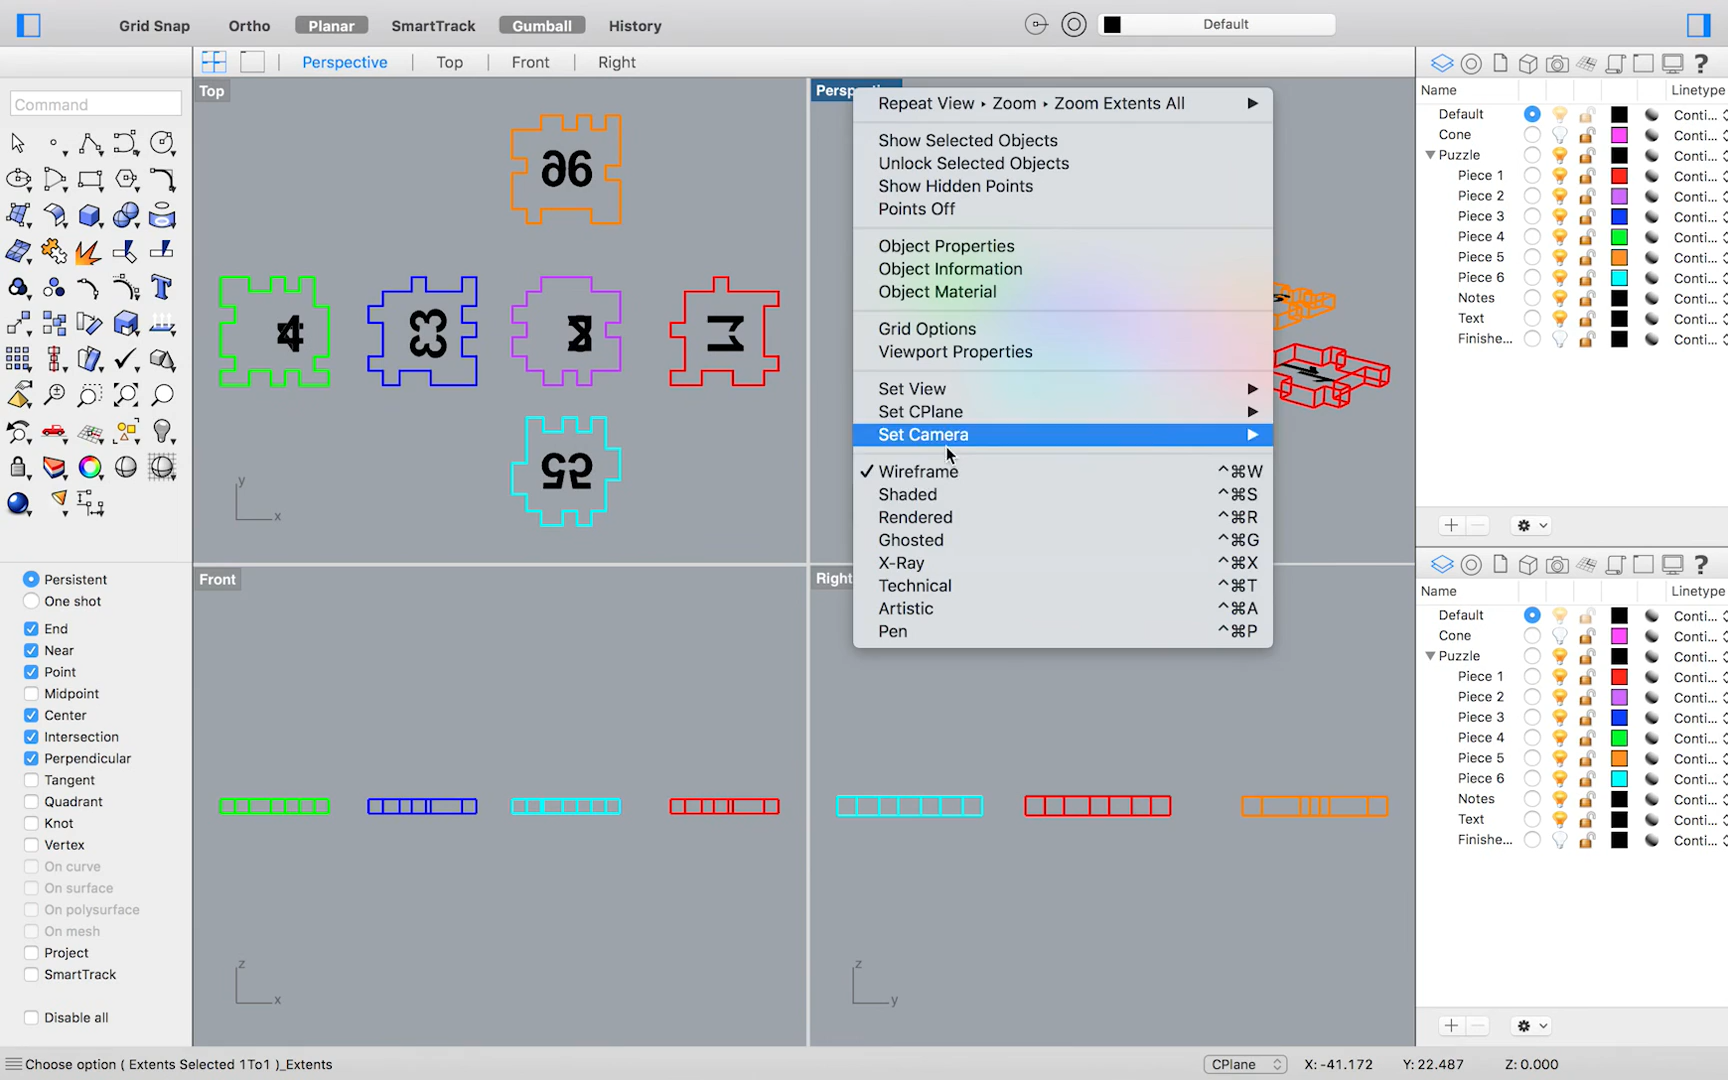 Grid Snap Ortho Planar SmartTrack Gumball History Default
Perspective Top Front Right
Command
Top
Persp
Repeat View ‣ Zoom ‣ Zoom Extents All
Show Selected Objects
Unlock Selected Objects
Show Hidden Points
Points Off
Object Properties
Object Information
Object Material
Grid Options
Viewport Properties
Set View
Set CPlane
Set Camera
Wireframe ^⌘W
Shaded ^⌘S
Rendered ^⌘R
Ghosted ^⌘G
X-Ray ^⌘X
Technical ^⌘T
Artistic ^⌘A
Pen ^⌘P
y
x
Front
Right
z
x
z
y
Persistent
One shot
End
Near
Point
Midpoint
Center
Intersection
Perpendicular
Tangent
Quadrant
Knot
Vertex
On curve
On surface
On polysurface
On mesh
Project
SmartTrack
Disable all
Name Linetype
Default Conti...
Cone Conti...
Puzzle Conti...
Piece 1 Conti...
Piece 2 Conti...
Piece 3 Conti...
Piece 4 Conti...
Piece 5 Conti...
Piece 6 Conti...
Notes Conti...
Text Conti...
Finishe... Conti...
Name Linetype
Default Conti...
Cone Conti...
Puzzle Conti...
Piece 1 Conti...
Piece 2 Conti...
Piece 3 Conti...
Piece 4 Conti...
Piece 5 Conti...
Piece 6 Conti...
Notes Conti...
Text Conti...
Finishe... Conti...
Choose option ( Extents Selected 1To1 )_Extents CPlane X: -41.172 Y: 22.487 Z: 0.000